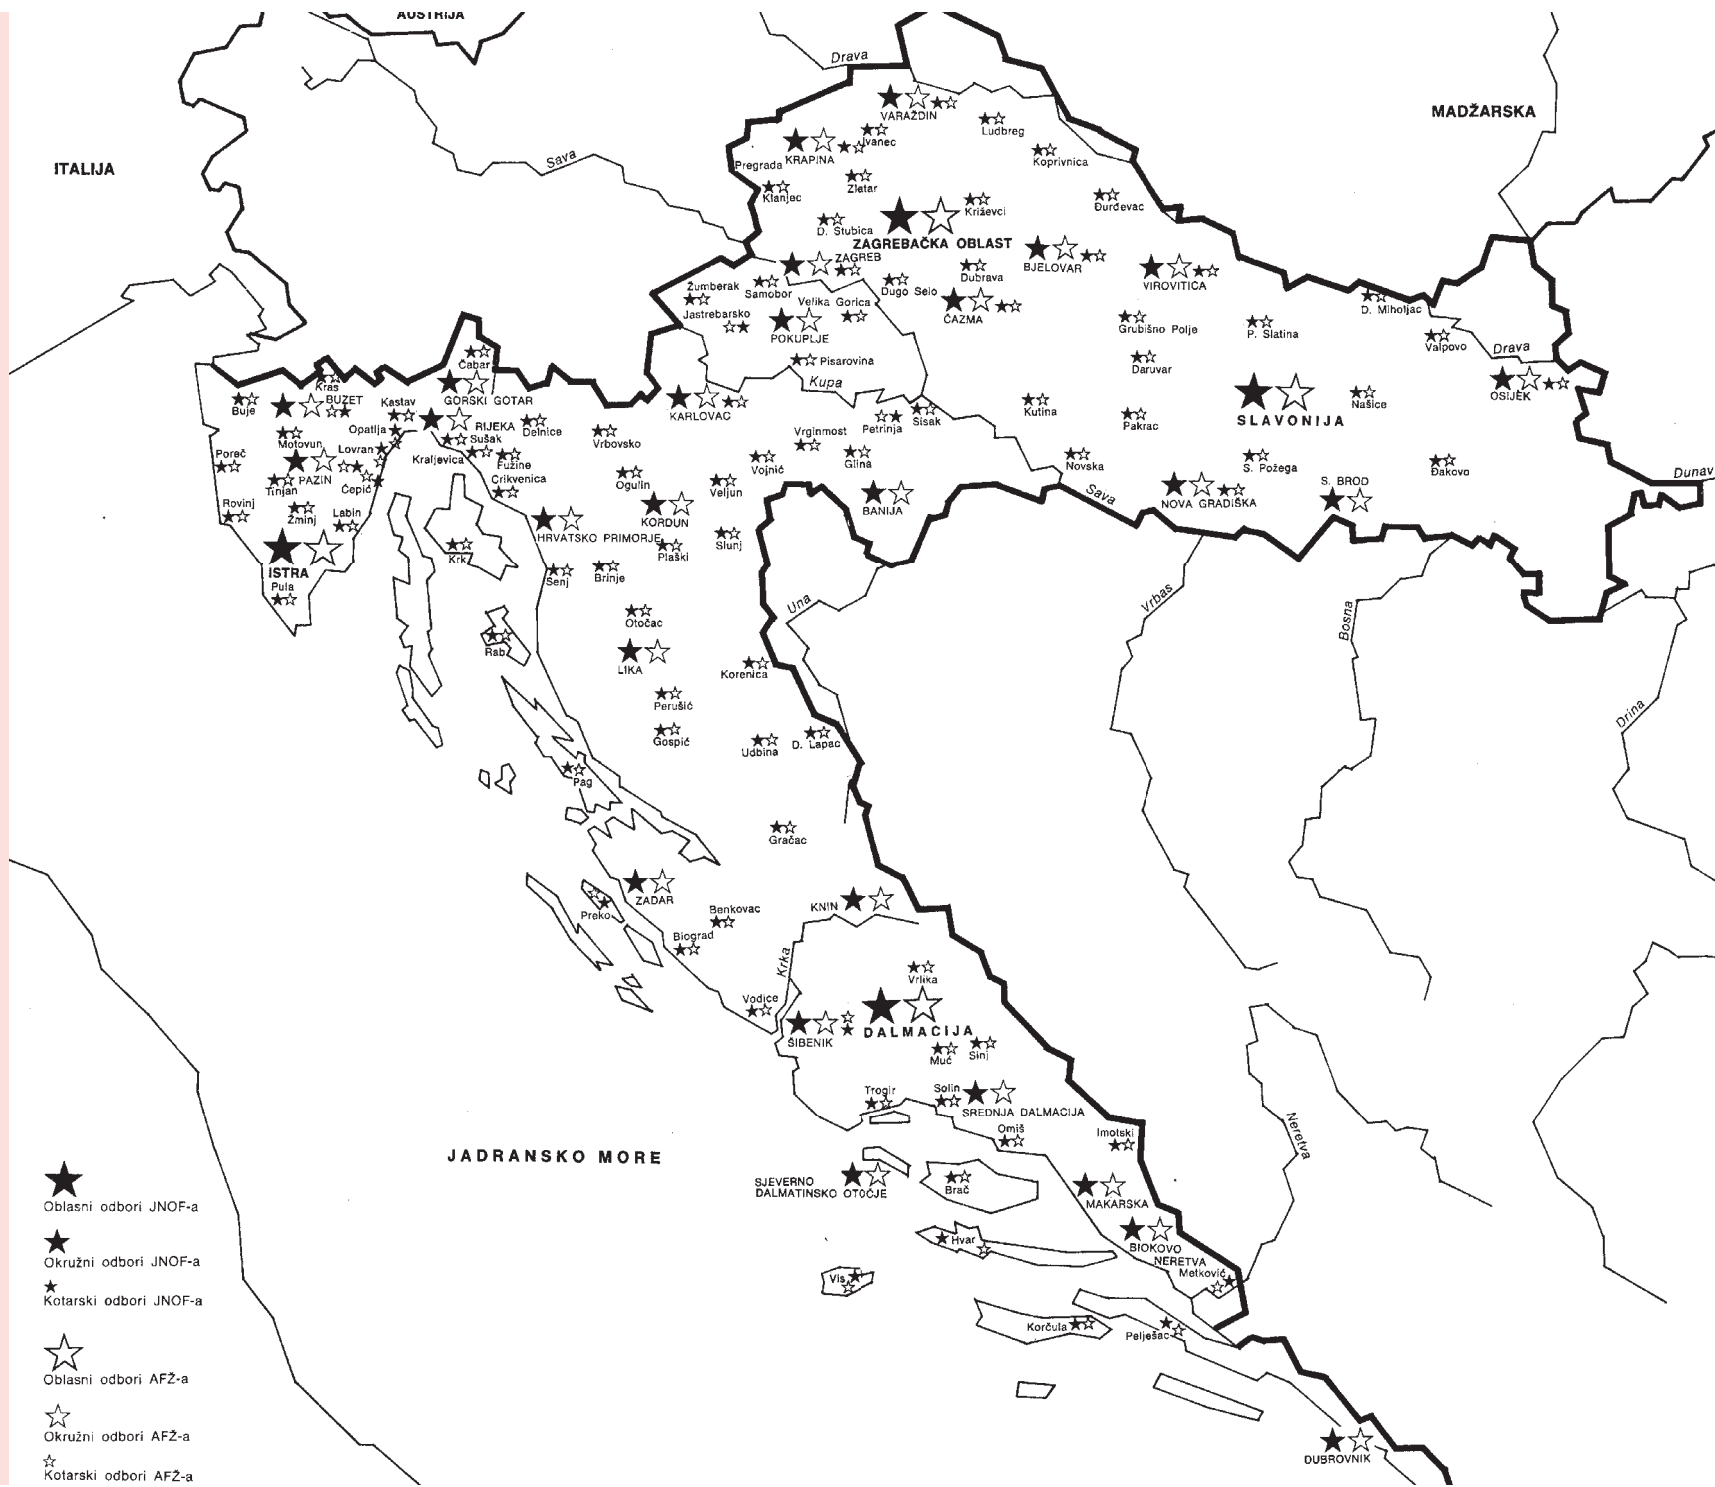 AUSTRIJA
Drava
MADŽARSKA
ITALIJA
Sava
VARAŽDIN
Ludbreg
Ivanec
KRAPINA
Pregrada
Koprivnica
Zlatar
Klanjec
Križevci
Đurđevac
D. Stubica
ZAGREBAČKA OBLAST
ZAGREB
BJELOVAR
Dubrava
VIROVITICA
Žumberak
Samobor
Dugo Selo
Velika Gorica
Jastrebarsko
ČAZMA
D. Miholjac
POKUPLJE
Grubišno Polje
P. Slatina
Valpovo
Drava
Pisarovina
Čabar
Daruvar
Kupa
Kras
BUZET
GORSKI GOTAR
OSIJEK
Buje
Kastav
KARLOVAC
Kutina
Našice
Opatija
RIJEKA
Delnice
Petrinja
Sisak
Pakrac
SLAVONIJA
Motovun
Lovran
Sušak
Vrbovsko
Vrginmost
Poreč
Kraljevica
Fužine
Vojnić
Glina
Novska
S. Požega
Đakovo
Dunav
Tinjan
PAZIN
Čepić
Crikvenica
Ogulin
Veljun
Sava
S. BROD
Rovinj
Žminj
Labin
KORDUN
BANIJA
NOVA GRADIŠKA
HRVATSKO PRIMORJE
Slunj
Plaški
Krk
ISTRA
Pula
Senj
Brinje
Una
Vrbas
Bosna
Otočac
Rab
LIKA
Korenica
Perušić
Gospić
Udbina
D. Lapac
Drina
Pag
Gračac
ZADAR
Preko
Benkovac
KNIN
Biograd
Krka
Vrlika
Vodice
ŠIBENIK
DALMACIJA
Muć
Sinj
Trogir
Solin
SREDNJA DALMACIJA
Omiš
Imotski
Neretva
JADRANSKO MORE
SJEVERNO
DALMATINSKO OTOČJE
Brač
MAKARSKA
Hvar
BIOKOVO
NERETVA
Metković
Vis
Korčula
Pelješac
DUBROVNIK
Oblasni odbori JNOF-a
Okružni odbori JNOF-a
Kotarski odbori JNOF-a
Oblasni odbori AFŽ-a
Okružni odbori AFŽ-a
Kotarski odbori AFŽ-a